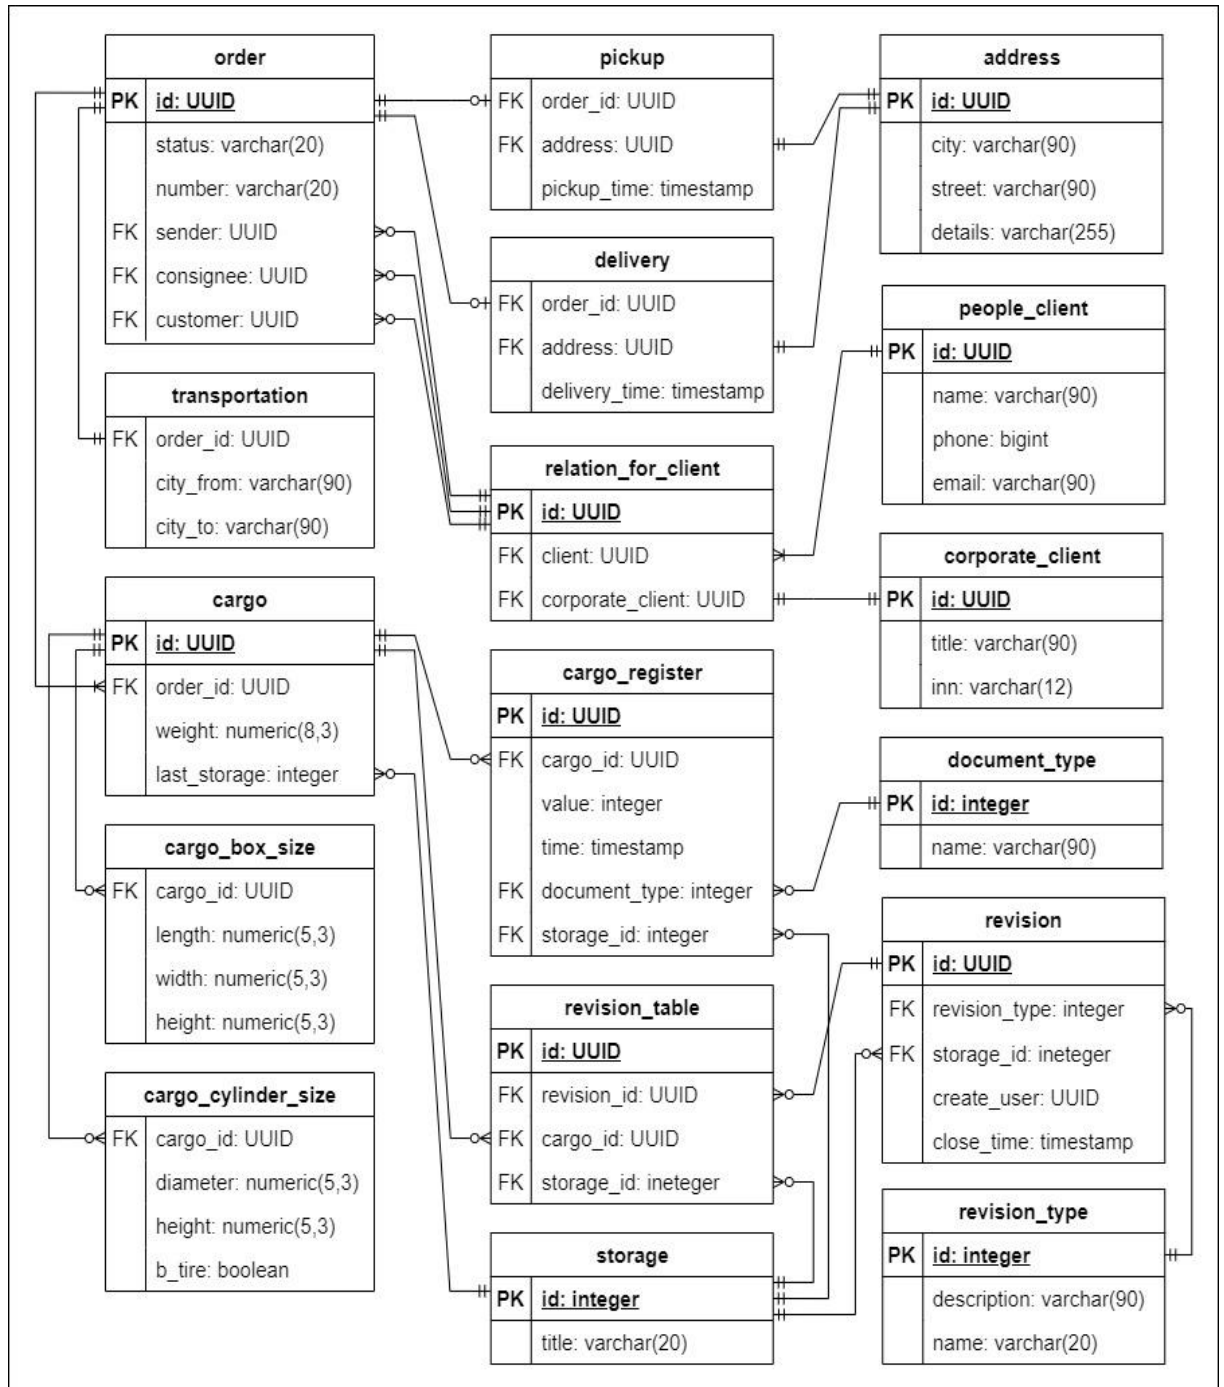 order
PK id: UUID
status: varchar(20)
number: varchar(20)
FK sender: UUID
FK consignee: UUID
FK customer: UUID
transportation
FK order_id: UUID
city_from: varchar(90)
city_to: varchar(90)
cargo
PK id: UUID
FK order_id: UUID
weight: numeric(8,3)
last_storage: integer
cargo_box_size
FK cargo_id: UUID
length: numeric(5,3)
width: numeric(5,3)
height: numeric(5,3)
cargo_cylinder_size
FK cargo_id: UUID
diameter: numeric(5,3)
height: numeric(5,3)
b_tire: boolean
pickup
FK order_id: UUID
FK address: UUID
pickup_time: timestamp
delivery
FK order_id: UUID
FK address: UUID
delivery_time: timestamp
relation_for_client
PK id: UUID
FK client: UUID
FK corporate_client: UUID
cargo_register
PK id: UUID
FK cargo_id: UUID
value: integer
time: timestamp
FK document_type: integer
FK storage_id: integer
revision_table
PK id: UUID
FK revision_id: UUID
FK cargo_id: UUID
FK storage_id: ineteger
storage
PK id: integer
title: varchar(20)
address
PK id: UUID
city: varchar(90)
street: varchar(90)
details: varchar(255)
people_client
PK id: UUID
name: varchar(90)
phone: bigint
email: varchar(90)
corporate_client
PK id: UUID
title: varchar(90)
inn: varchar(12)
document_type
PK id: integer
name: varchar(90)
revision
PK id: UUID
FK revision_type: integer
FK storage_id: ineteger
create_user: UUID
close_time: timestamp
revision_type
PK id: integer
description: varchar(90)
name: varchar(20)